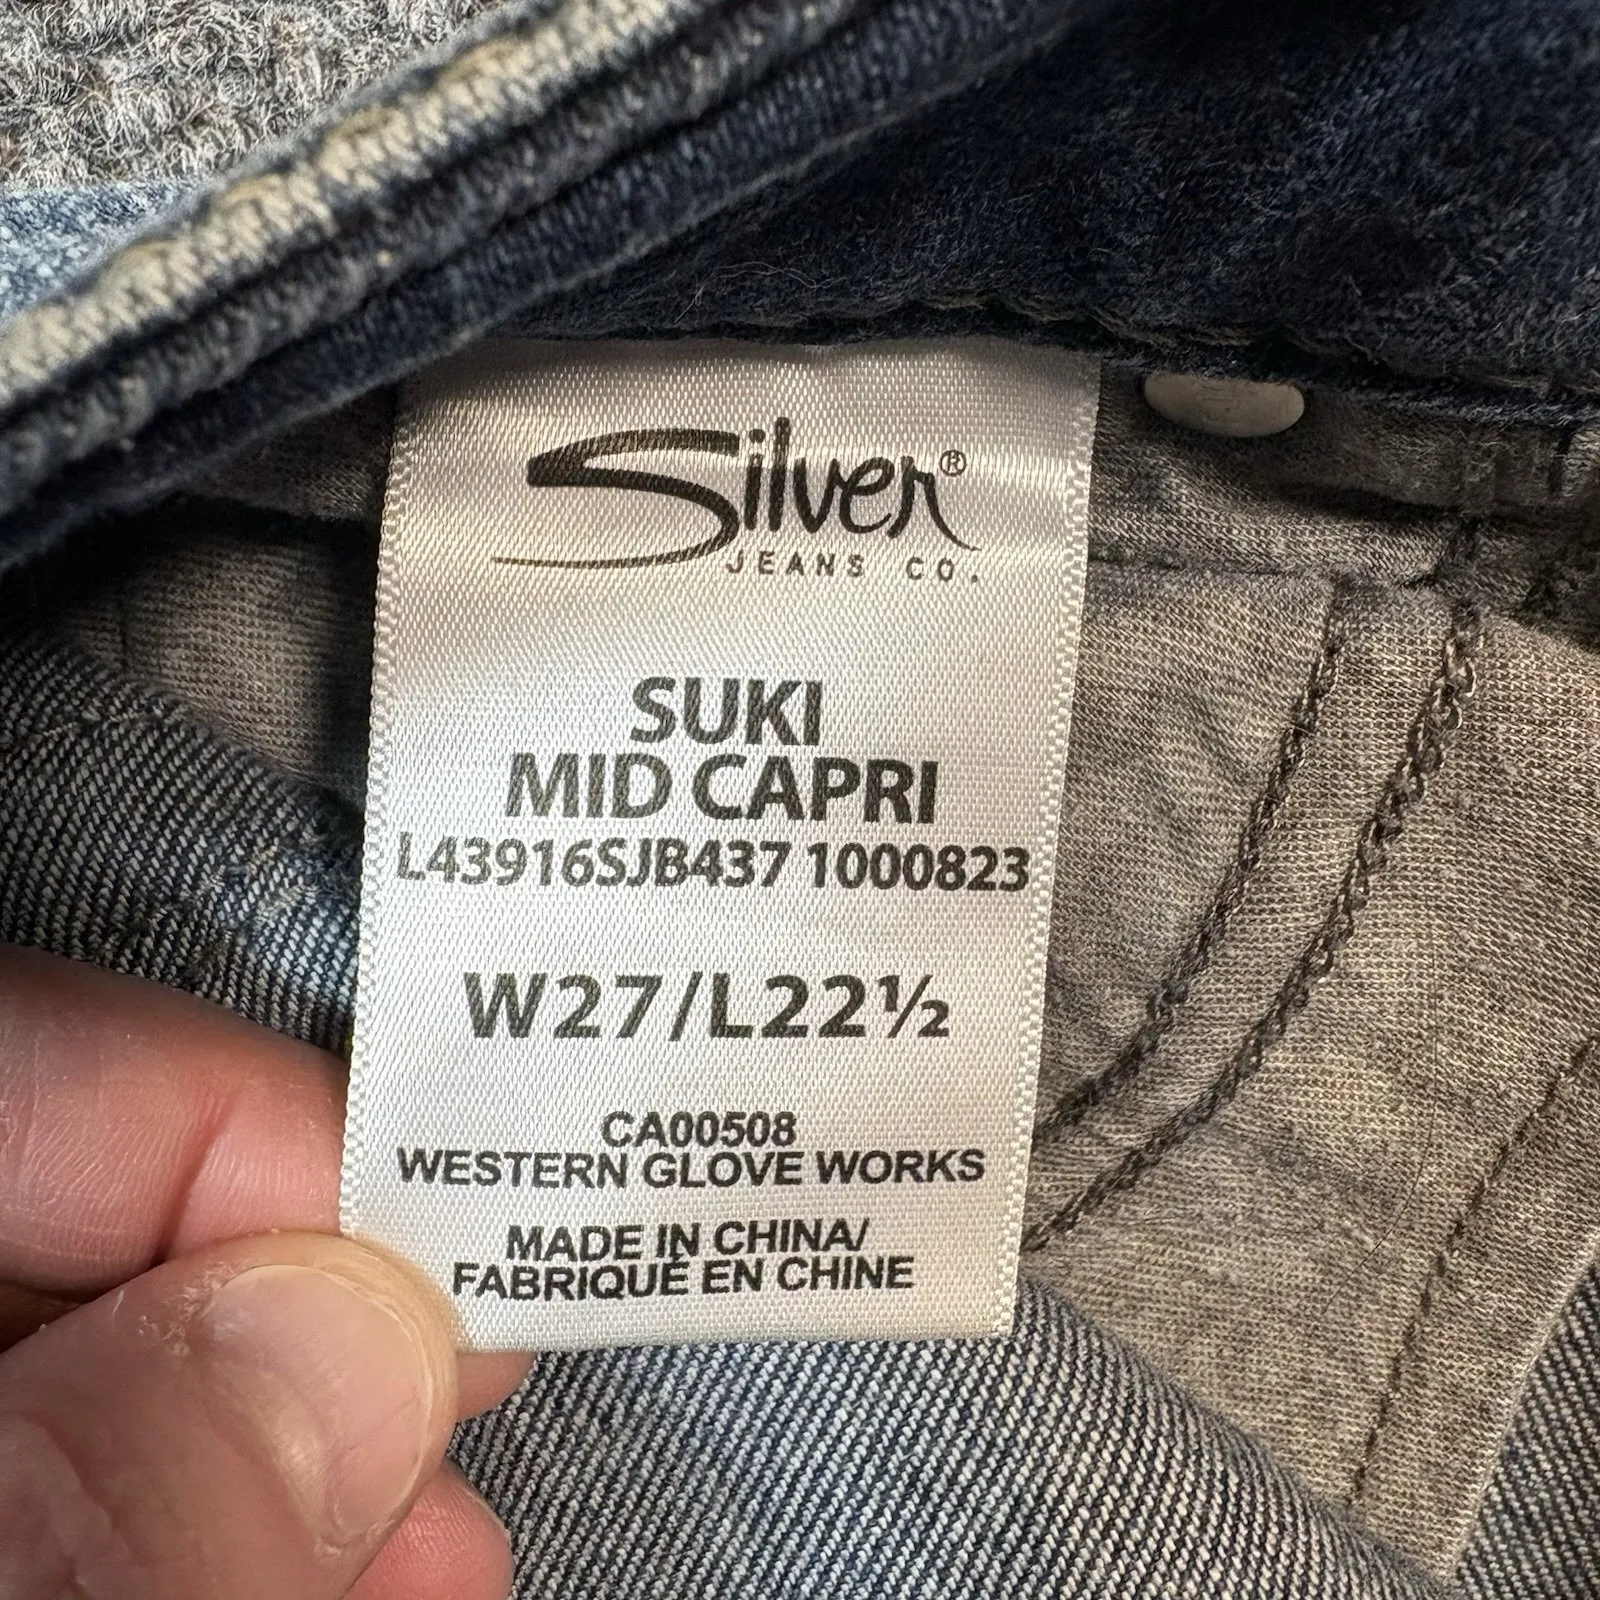 Silver®
JEANS CO.
SUKI
MID CAPRI
L43916SJB437 1000823
W27/L22½
CA00508
WESTERN GLOVE WORKS
MADE IN CHINA/
FABRIQUÉ EN CHINE